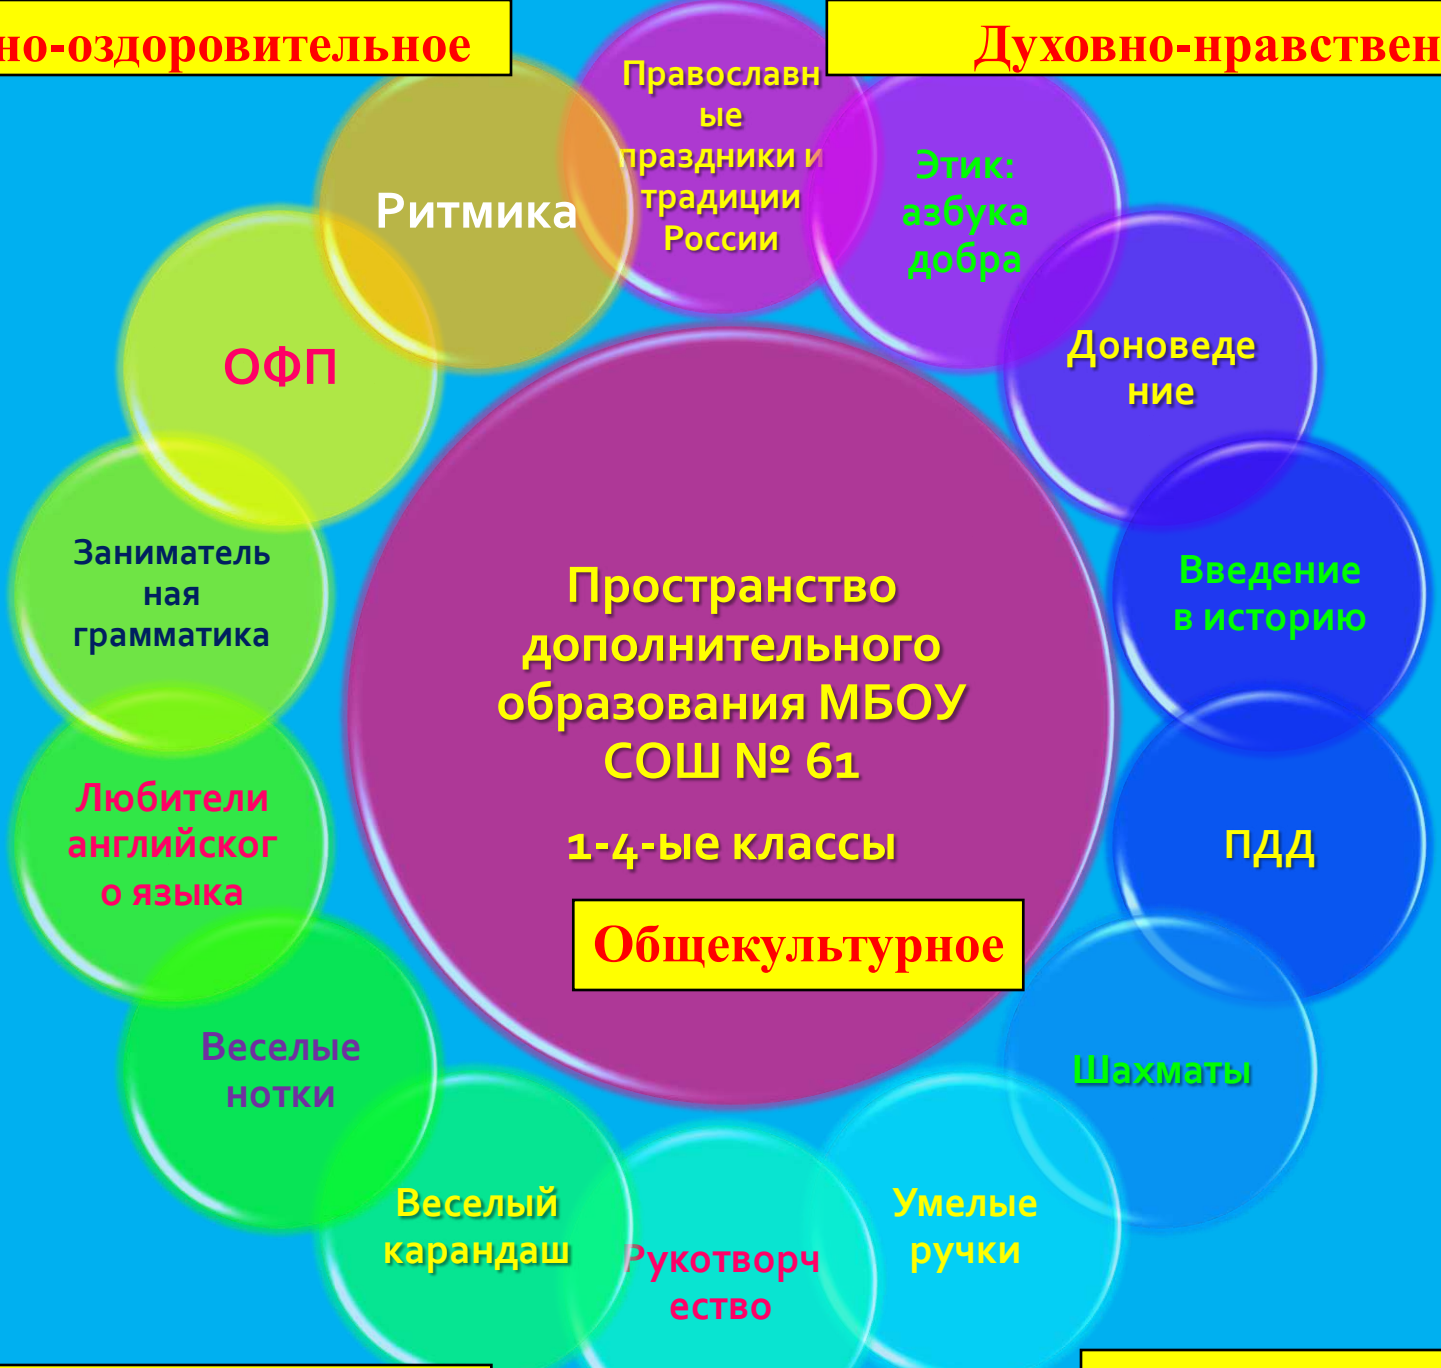 но-оздоровительное
Духовно-нравствен
Православн
ые
праздники и
традиции
России
Этик:
азбука
добра
Доноведе
ние
Введение
в историю
ПДД
Шахматы
Умелые
ручки
Рукотворч
ество
Веселый
карандаш
Веселые
нотки
Любители
английског
о языка
Заниматель
ная
грамматика
ОФП
Ритмика
Пространство
дополнительного
образования МБОУ
СОШ № 61
1-4-ые классы
Общекультурное